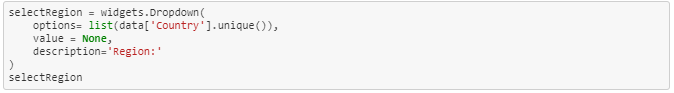 selectRegion = widgets.Dropdown(
    options= list(data['Country'].unique()),
    value = None,
    description='Region:'
)
selectRegion